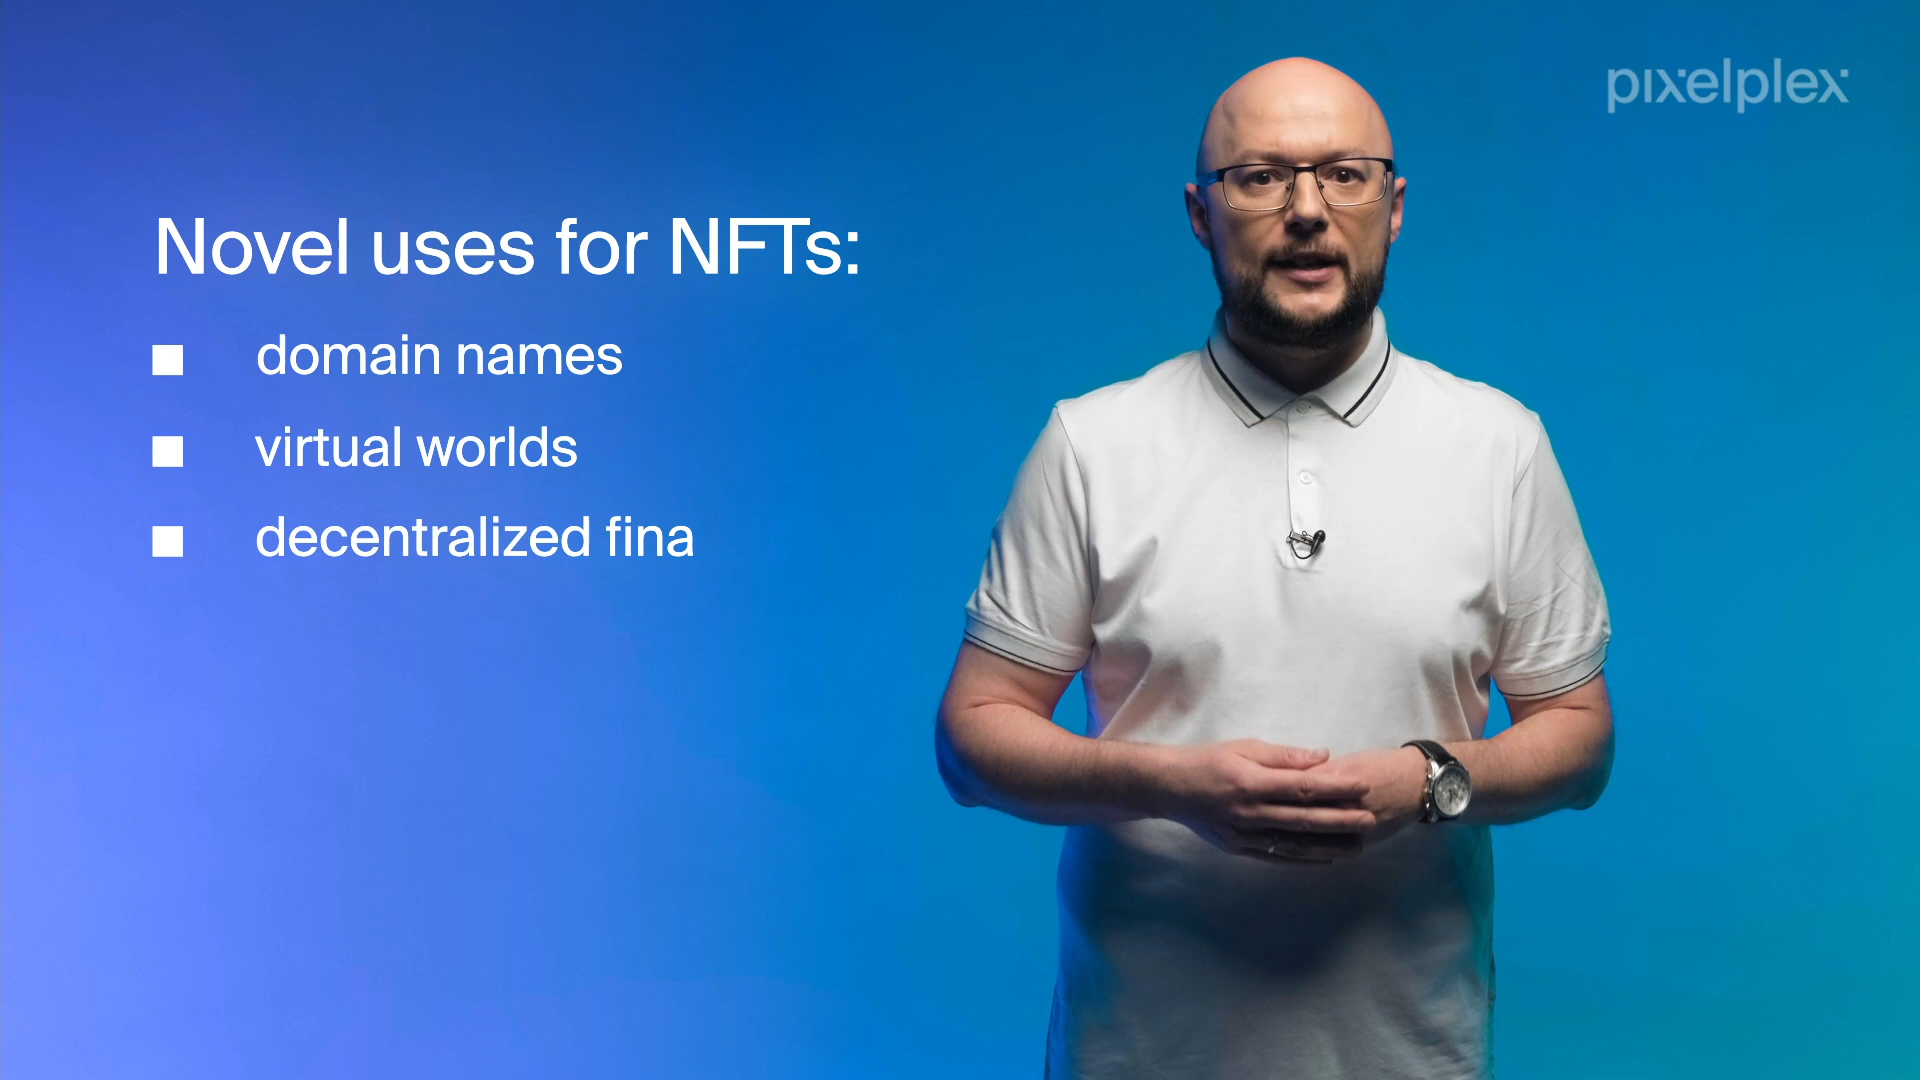 pixelplex
Novel uses for NFTs:
domain names
virtual worlds
decentralized fina